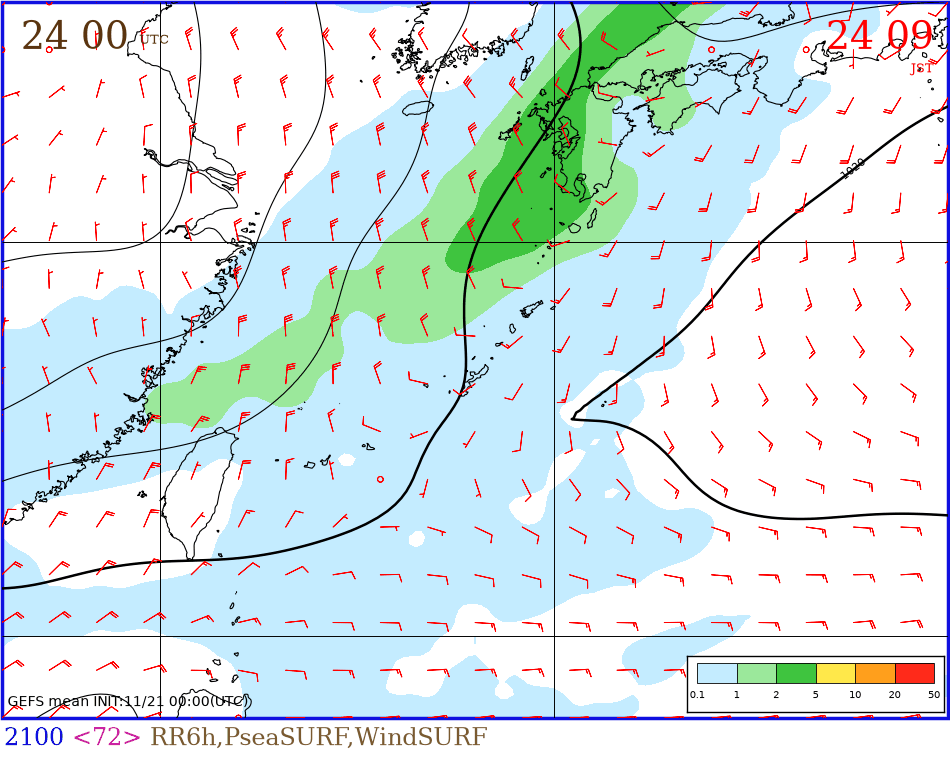 24 00 UTC
24 09
JST
1020
0.1 1 2 5 10 20 50
GEFS mean INIT:11/21 00:00(UTC)
2100 <72> RR6h,PseaSURF,WindSURF